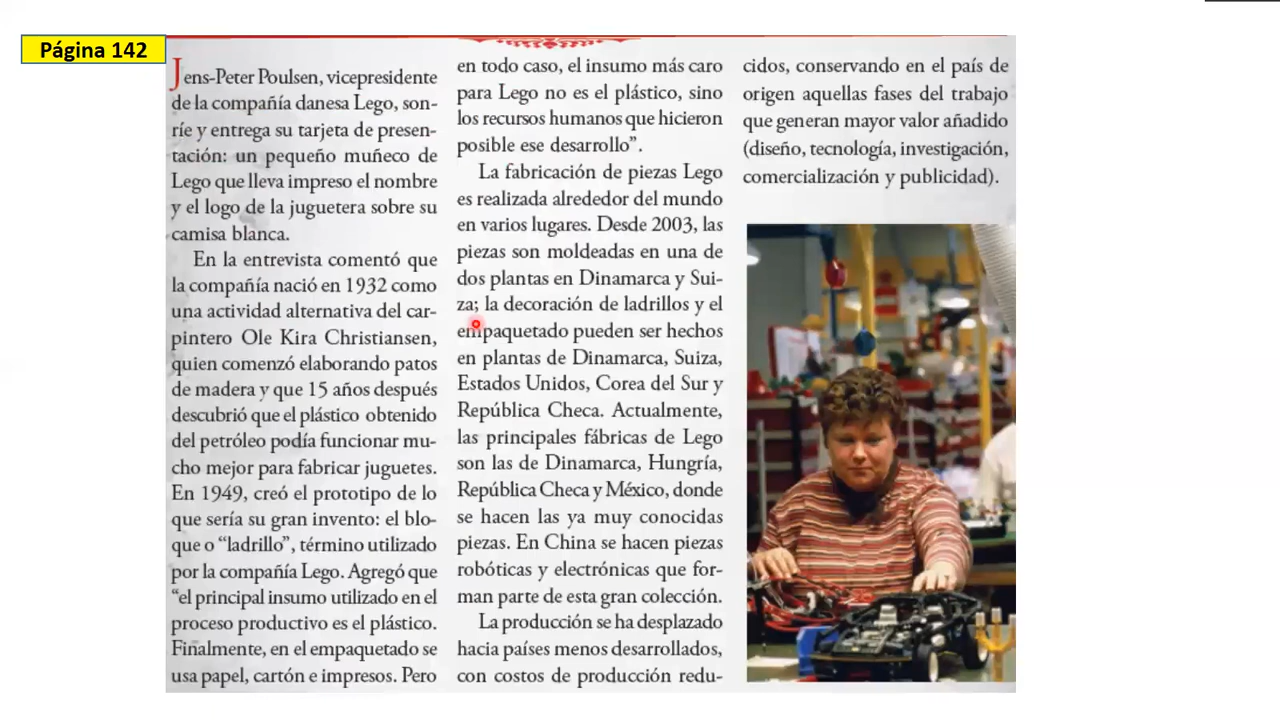 Página 142
Jens-Peter Poulsen, vicepresidente
de la compañía danesa Lego, son-
ríe y entrega su tarjeta de presen-
tación: un pequeño muñeco de
Lego que lleva impreso el nombre
y el logo de la juguetera sobre su
camisa blanca.
En la entrevista comentó que
la compañía nació en 1932 como
una actividad alternativa del car-
pintero Ole Kira Christiansen,
quien comenzó elaborando patos
de madera y que 15 años después
descubrió que el plástico obtenido
del petróleo podía funcionar mu-
cho mejor para fabricar juguetes.
En 1949, creó el prototipo de lo
que sería su gran invento: el blo-
que o “ladrillo”, término utilizado
por la compañía Lego. Agregó que
“el principal insumo utilizado en el
proceso productivo es el plástico.
Finalmente, en el empaquetado se
usa papel, cartón e impresos. Pero
en todo caso, el insumo más caro
para Lego no es el plástico, sino
los recursos humanos que hicieron
posible ese desarrollo”.
La fabricación de piezas Lego
es realizada alrededor del mundo
en varios lugares. Desde 2003, las
piezas son moldeadas en una de
dos plantas en Dinamarca y Sui-
za; la decoración de ladrillos y el
empaquetado pueden ser hechos
en plantas de Dinamarca, Suiza,
Estados Unidos, Corea del Sur y
República Checa. Actualmente,
las principales fábricas de Lego
son las de Dinamarca, Hungría,
República Checa y México, donde
se hacen las ya muy conocidas
piezas. En China se hacen piezas
robóticas y electrónicas que for-
man parte de esta gran colección.
La producción se ha desplazado
hacia países menos desarrollados,
con costos de producción redu-
cidos, conservando en el país de
origen aquellas fases del trabajo
que generan mayor valor añadido
(diseño, tecnología, investigación,
comercialización y publicidad).